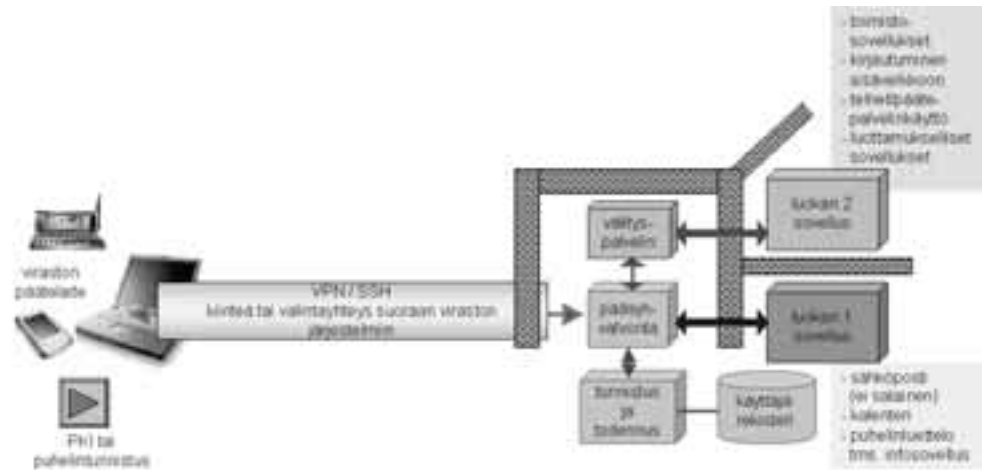 - toimisto-
sovellukset
- kirjautuminen
sisäverkkoon
- etäpääte-
palvelinkäyttö
- luottamukselliset
sovellukset
luokan 2
sovellus
välitys-
palvelin
viraston
päätelaite
VPN / SSH
kiinteä tai valintayhteys suoraan viraston
järjestelmiin
pääsyn-
valvonta
luokan 1
sovellus
tunnistus
ja
todennus
käyttäjä
rekisteri
- sähköposti
(ei salainen)
- kalenteri
- puhelinluettelo
tms. infosovellus
PKI tai
puhelintunnistus